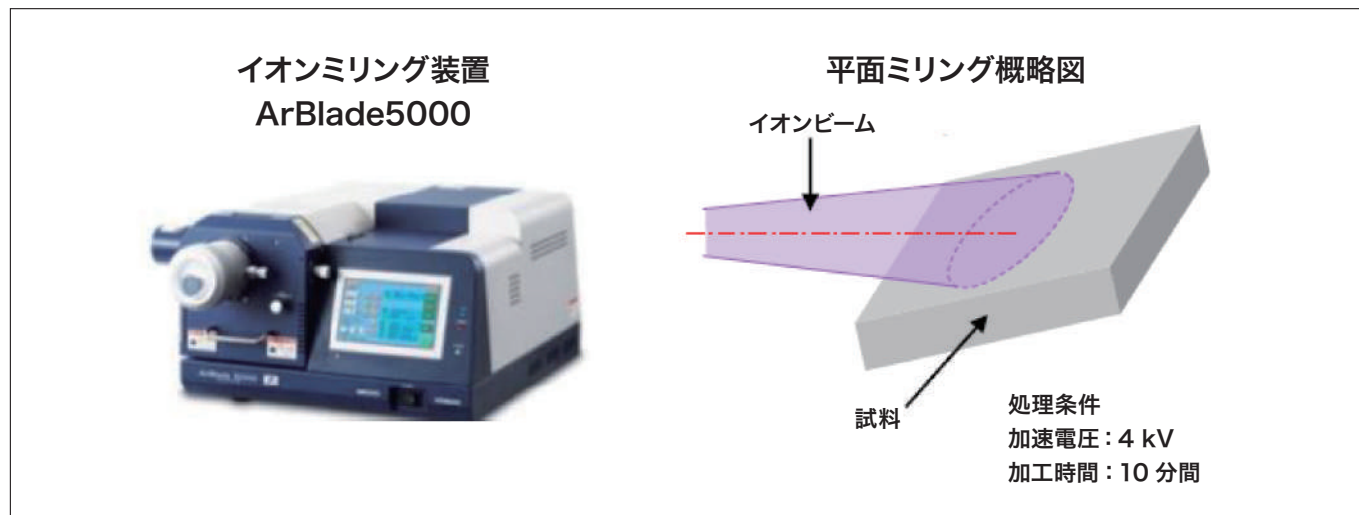 イオンミリング装置
ArBlade5000
平面ミリング概略図
イオンビーム
試料
処理条件
加速電圧：4 kV
加工時間：10 分間